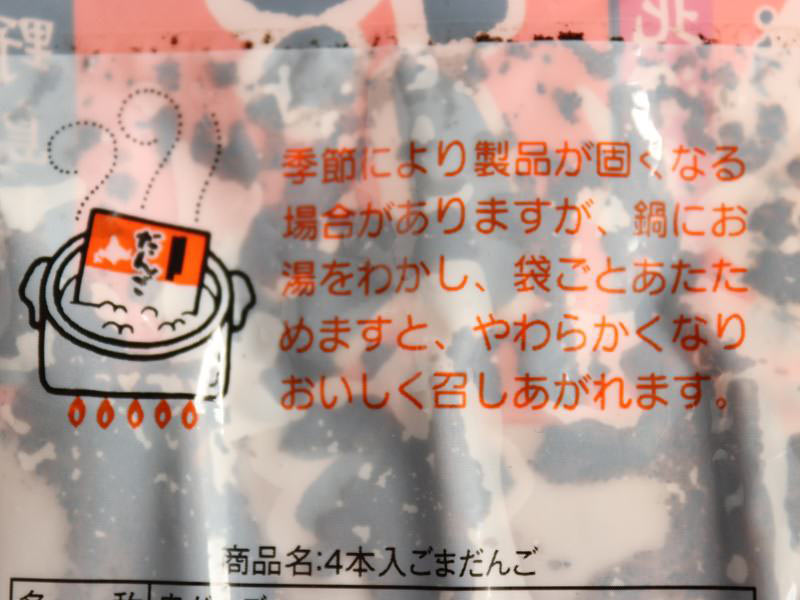 季節により製品が固くなる
場合がありますが、鍋にお
湯をわかし、袋ごとあたた
めますと、やわらかくなり
おいしく召しあがれます。
だんご
商品名:4本入ごまだんご